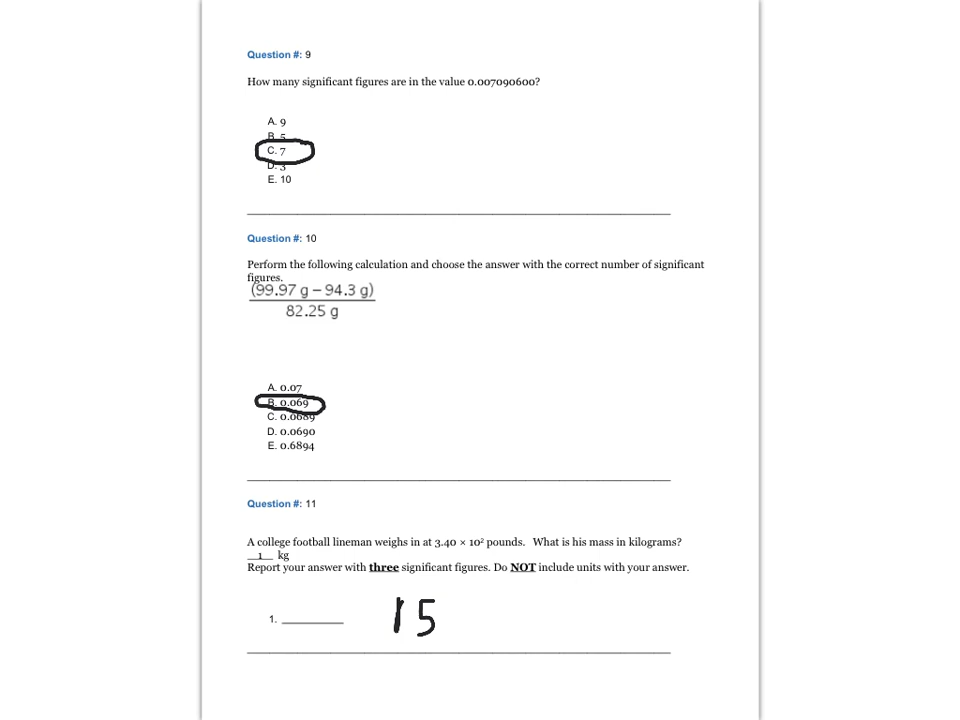 Question #: 9
How many significant figures are in the value 0.007090600?
A. 9
B. 5
C. 7
D. 3
E. 10
Question #: 10
Perform the following calculation and choose the answer with the correct number of significant
figures.
(99.97 g – 94.3 g)
82.25 g
A. 0.07
B. 0.069
C. 0.0689
D. 0.0690
E. 0.6894
Question #: 11
A college football lineman weighs in at 3.40 × 10² pounds. What is his mass in kilograms?
__1__ kg
Report your answer with three significant figures. Do NOT include units with your answer.
1. __________ 15